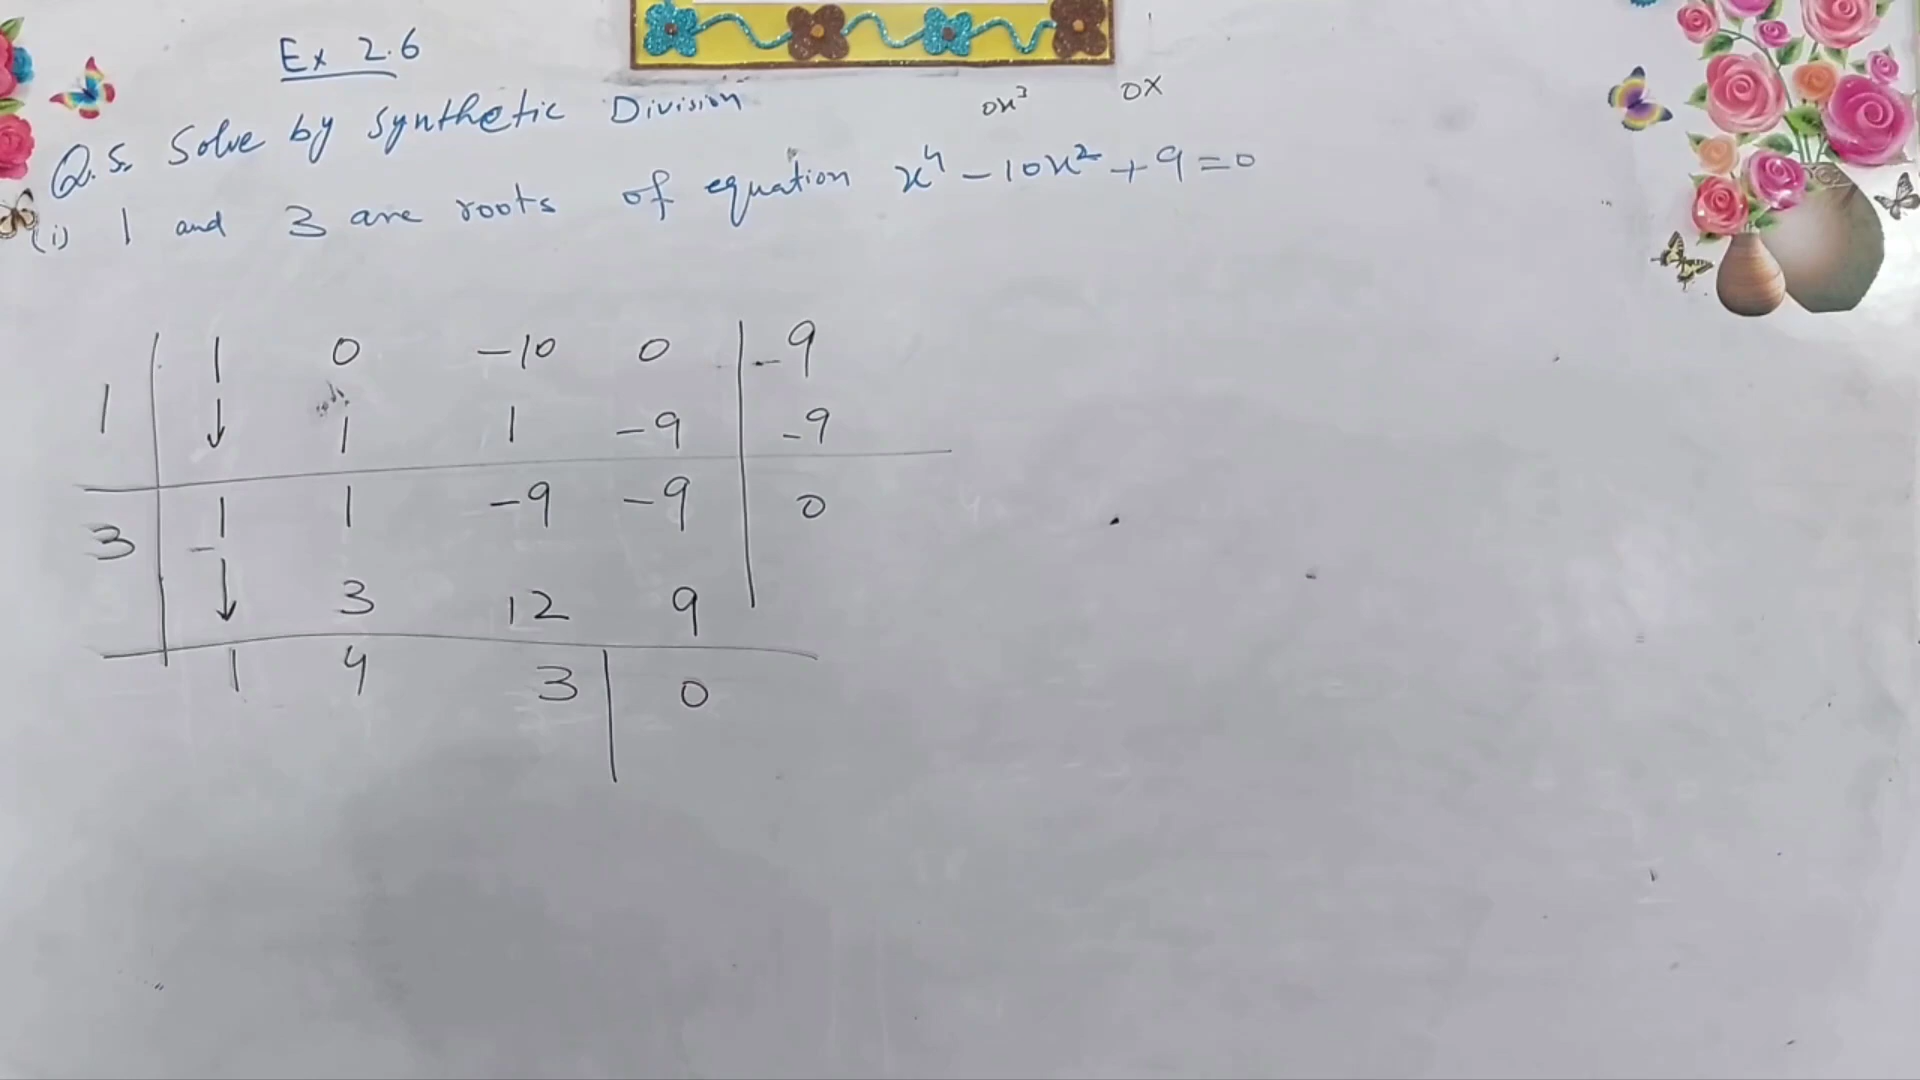 Ex 2.6
Q.5. Solve by Synthetic Division
0x³ 0x
(i) 1 and 3 are roots of equation x⁴ - 10x² + 9 = 0
1 0 -10 0 -9
1 ↓ 1 1 -9 -9
1 1 -9 -9 0
3
↓ 3 12 9
1 4 3 0